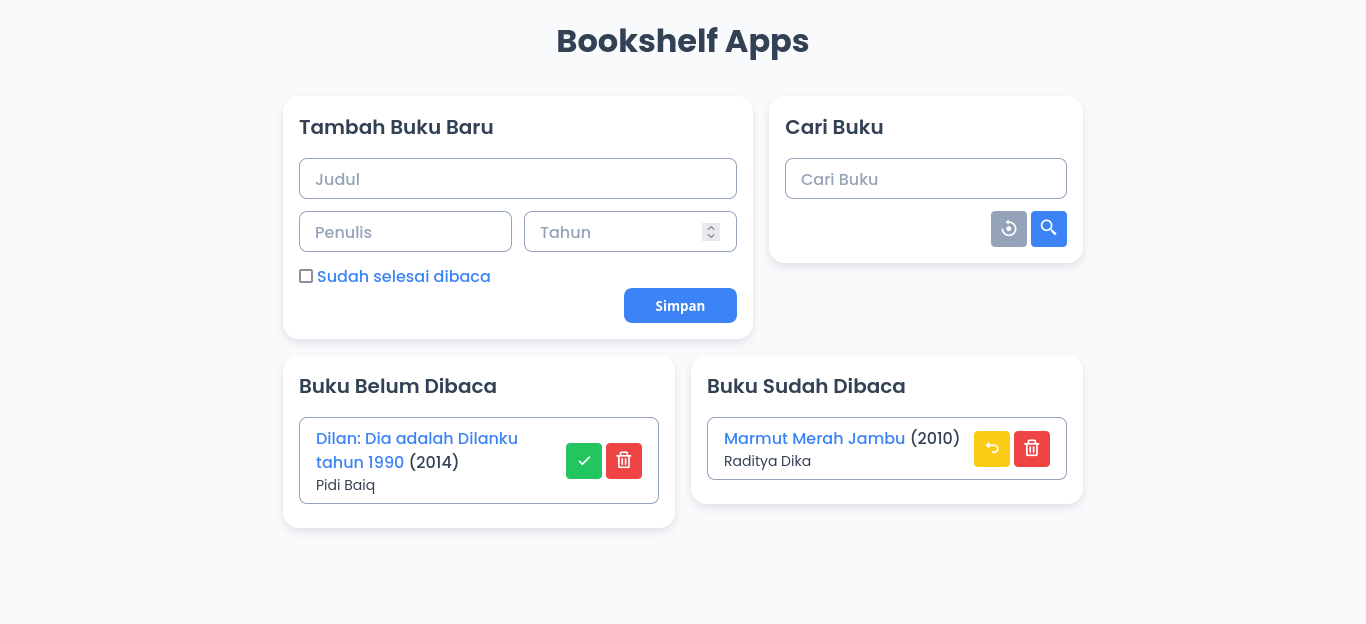 Bookshelf Apps
Tambah Buku Baru
Judul
Penulis
Tahun
Sudah selesai dibaca
Simpan
Cari Buku
Cari Buku
Buku Belum Dibaca
Dilan: Dia adalah Dilanku
tahun 1990 (2014)
Pidi Baiq
Buku Sudah Dibaca
Marmut Merah Jambu (2010)
Raditya Dika